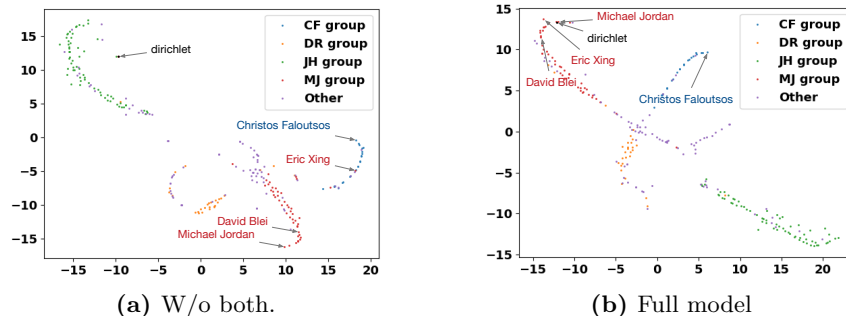 15
10
5
0
−5
−10
−15
−15
−10
−5
0
5
10
15
20
dirichlet
CF group
DR group
JH group
MJ group
Other
Christos Faloutsos
Eric Xing
David Blei
Michael Jordan
(a) W/o both.
15
10
5
0
−5
−10
−15
−15
−10
−5
0
5
10
15
20
Michael Jordan
dirichlet
Eric Xing
David Blei
Christos Faloutsos
CF group
DR group
JH group
MJ group
Other
(b) Full model